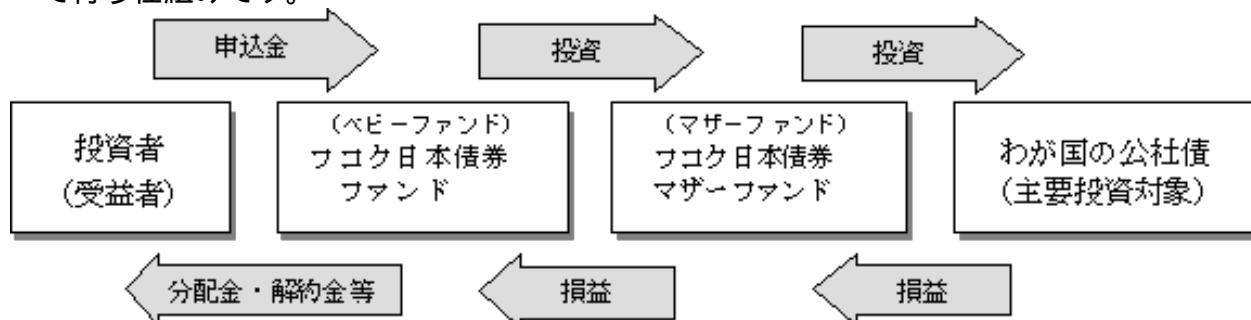 て行う仕組みです。
申込金
投資
投資
投資者
(受益者)
(ベビーファンド)
フコク日本債券
ファンド
(マザーファンド)
フコク日本債券
マザーファンド
わが国の公社債
(主要投資対象)
分配金・解約金等
損益
損益